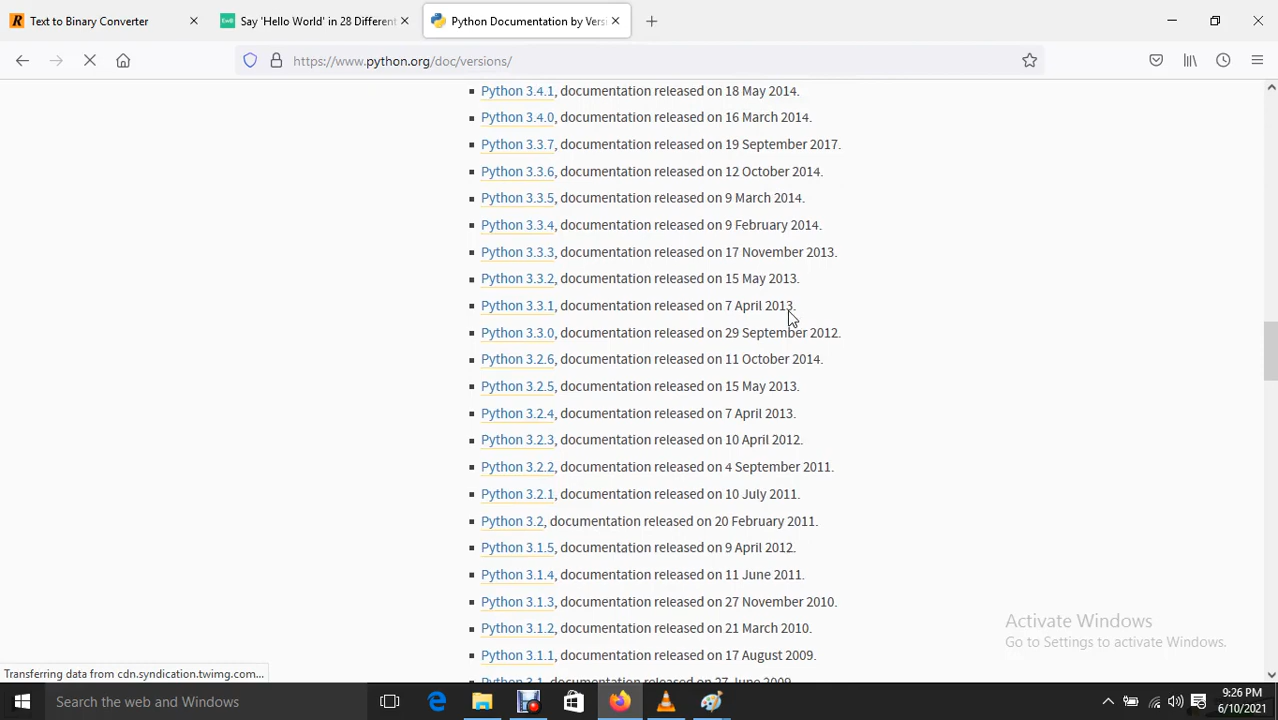 Text to Binary Converter
Say 'Hello World' in 28 Different
Python Documentation by Versi
https://www.python.org/doc/versions/
Python 3.4.1, documentation released on 18 May 2014.
Python 3.4.0, documentation released on 16 March 2014.
Python 3.3.7, documentation released on 19 September 2017.
Python 3.3.6, documentation released on 12 October 2014.
Python 3.3.5, documentation released on 9 March 2014.
Python 3.3.4, documentation released on 9 February 2014.
Python 3.3.3, documentation released on 17 November 2013.
Python 3.3.2, documentation released on 15 May 2013.
Python 3.3.1, documentation released on 7 April 2013.
Python 3.3.0, documentation released on 29 September 2012.
Python 3.2.6, documentation released on 11 October 2014.
Python 3.2.5, documentation released on 15 May 2013.
Python 3.2.4, documentation released on 7 April 2013.
Python 3.2.3, documentation released on 10 April 2012.
Python 3.2.2, documentation released on 4 September 2011.
Python 3.2.1, documentation released on 10 July 2011.
Python 3.2, documentation released on 20 February 2011.
Python 3.1.5, documentation released on 9 April 2012.
Python 3.1.4, documentation released on 11 June 2011.
Python 3.1.3, documentation released on 27 November 2010.
Python 3.1.2, documentation released on 21 March 2010.
Python 3.1.1, documentation released on 17 August 2009.
Python 3.1, documentation released on 27 June 2009.
Activate Windows
Go to Settings to activate Windows.
Transferring data from cdn.syndication.twimg.com...
Search the web and Windows
9:26 PM
6/10/2021